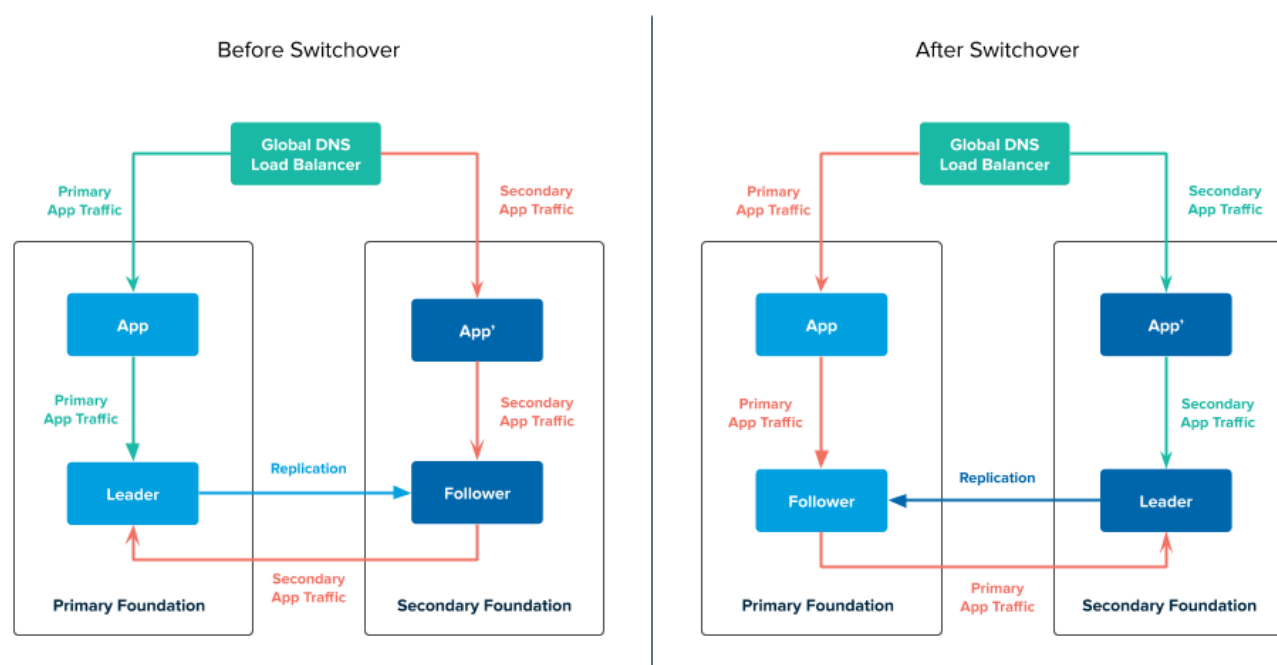 Before Switchover
Global DNS
Load Balancer
Primary
App Traffic
Secondary
App Traffic
App
App’
Primary
App Traffic
Secondary
App Traffic
Leader
Replication
Follower
Secondary
App Traffic
Primary Foundation
Secondary Foundation
After Switchover
Global DNS
Load Balancer
Primary
App Traffic
Secondary
App Traffic
App
App’
Primary
App Traffic
Secondary
App Traffic
Follower
Replication
Leader
Primary
App Traffic
Primary Foundation
Secondary Foundation